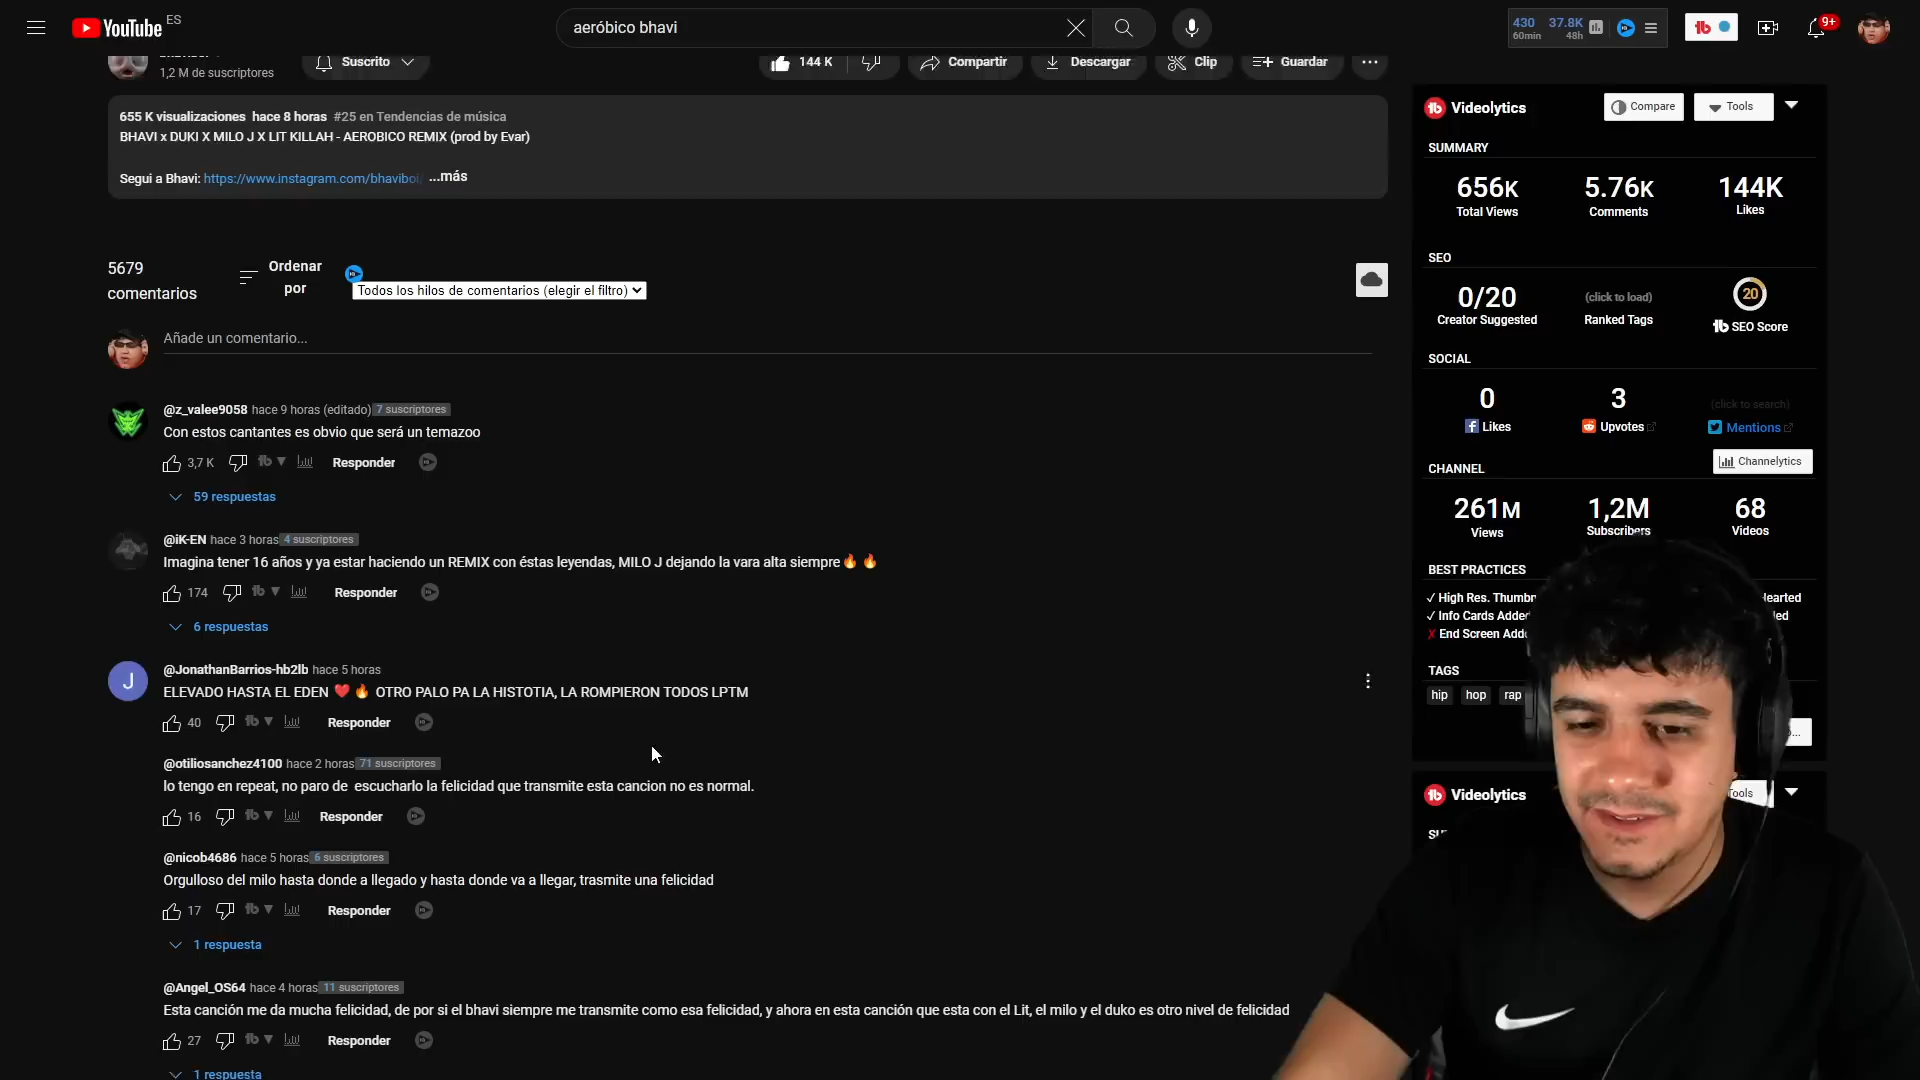 YouTube ES
aeróbico bhavi
430 37.8K
60min 48h
9+
1,2 M de suscriptores
Suscrito
144 K
Compartir
Descargar
Clip
Guardar
655 K visualizaciones hace 8 horas #25 en Tendencias de música
BHAVI x DUKI X MILO J X LIT KILLAH - AEROBICO REMIX (prod by Evar)
Segui a Bhavi: https://www.instagram.com/bhaviboi/ ...más
5679
comentarios
Ordenar
por
Todos los hilos de comentarios (elegir el filtro)
Añade un comentario...
@z_valee9058 hace 9 horas (editado) 7 suscriptores
Con estos cantantes es obvio que será un temazoo
3,7 K Responder
59 respuestas
@iK-EN hace 3 horas 4 suscriptores
Imagina tener 16 años y ya estar haciendo un REMIX con éstas leyendas, MILO J dejando la vara alta siempre🔥 🔥
174 Responder
6 respuestas
J
@JonathanBarrios-hb2lb hace 5 horas
ELEVADO HASTA EL EDEN ❤️ 🔥 OTRO PALO PA LA HISTOTIA, LA ROMPIERON TODOS LPTM
40 Responder
@otiliosanchez4100 hace 2 horas 71 suscriptores
lo tengo en repeat, no paro de escucharlo la felicidad que transmite esta cancion no es normal.
16 Responder
@nicob4686 hace 5 horas 6 suscriptores
Orgulloso del milo hasta donde a llegado y hasta donde va a llegar, trasmite una felicidad
17 Responder
1 respuesta
@Angel_OS64 hace 4 horas 11 suscriptores
Esta canción me da mucha felicidad, de por si el bhavi siempre me transmite como esa felicidad, y ahora en esta canción que esta con el Lit, el milo y el duko es otro nivel de felicidad
27 Responder
1 respuesta
Videolytics
Compare
Tools
SUMMARY
656K 5.76K 144K
Total Views Comments Likes
SEO
0/20 (click to load) 20
Creator Suggested Ranked Tags SEO Score
SOCIAL
0 3 (click to search)
Likes Upvotes Mentions
CHANNEL
Channelytics
261M 1,2M 68
Views Subscribers Videos
BEST PRACTICES
✓ High Res. Thumbn
✓ Info Cards Added
✗ End Screen Adde
TAGS
hip hop rap
Videolytics
Tools